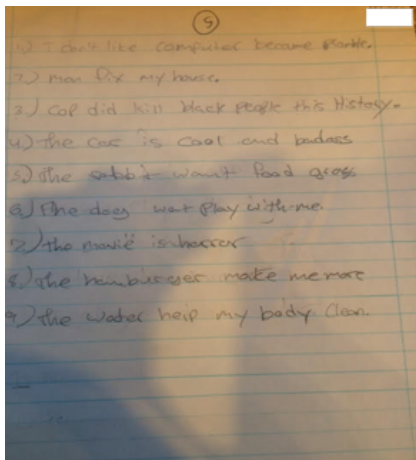 5
1) I don't like computer because
2) man fix my house.
3.) Cop did kill black people this History.
4) the car is cool and badass
5) the rabbit want food grass
6) the dog want play with me.
7) the movie is horror
8) the hamburger make me more
9) the water help my body clean.